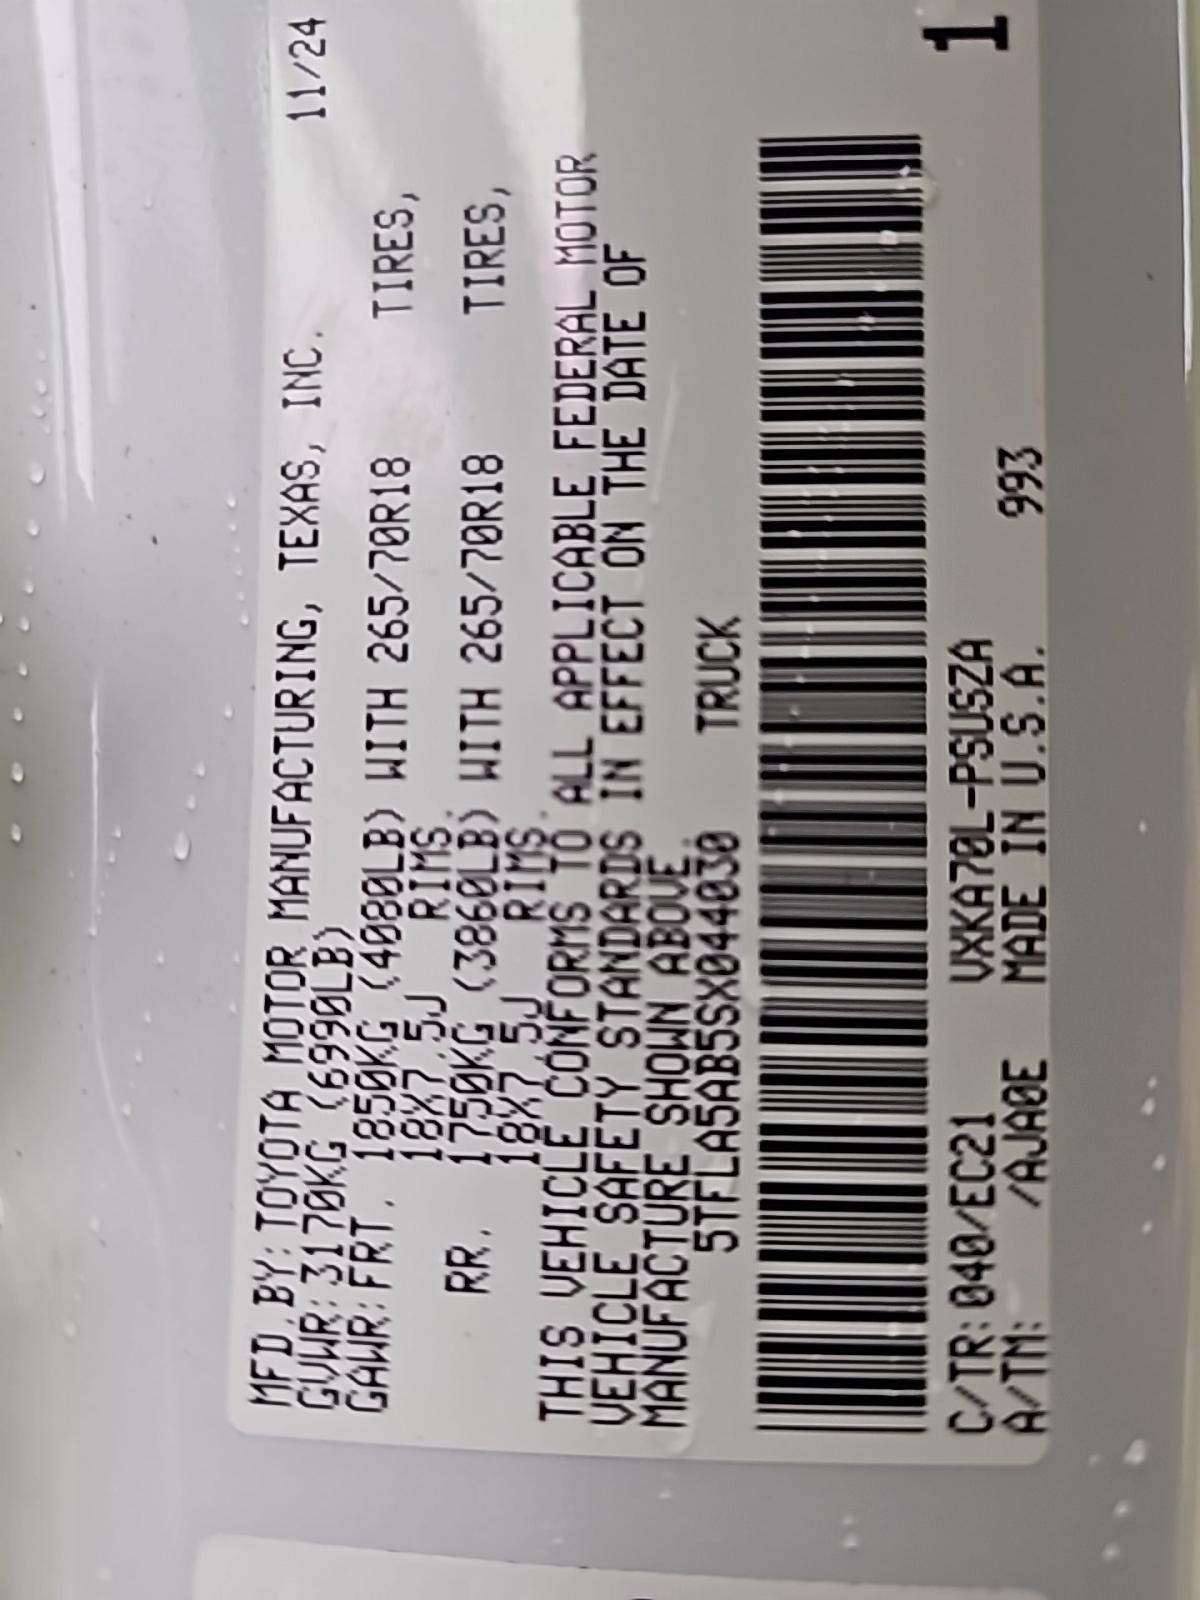 MFD.BY:TOYOTA MOTOR MANUFACTURING, TEXAS, INC. 11/24
GVWR:3170KG (6990LB)
GAWR:FRT. 1850KG (4080LB) WITH 265/70R18 TIRES,
18X7.5J RIMS.
RR. 1750KG (3860LB) WITH 265/70R18 TIRES,
18X7.5J RIMS.
THIS VEHICLE CONFORMS TO ALL APPLICABLE FEDERAL MOTOR
VEHICLE SAFETY STANDARDS IN EFFECT ON THE DATE OF
MANUFACTURE SHOWN ABOVE.
5TFLA5AB5SX044030 TRUCK
C/TR:040/EC21 VXKA70L-PSUSZA 1
A/TM: /AJA0E MADE IN U.S.A. 993